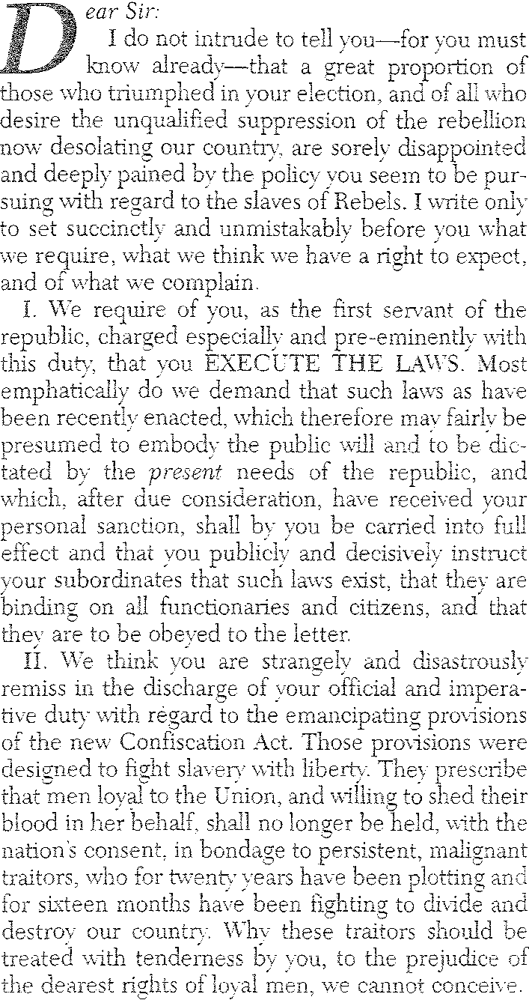 Dear Sir:
I do not intrude to tell you—for you must
know already—that a great proportion of
those who triumphed in your election, and of all who
desire the unqualified suppression of the rebellion
now desolating our country, are sorely disappointed
and deeply pained by the policy you seem to be pur-
suing with regard to the slaves of Rebels. I write only
to set succinctly and unmistakably before you what
we require, what we think we have a right to expect,
and of what we complain.
I. We require of you, as the first servant of the
republic, charged especially and pre-eminently with
this duty, that you EXECUTE THE LAWS. Most
emphatically do we demand that such laws as have
been recently enacted, which therefore may fairly be
presumed to embody the public will and to be dic-
tated by the present needs of the republic, and
which, after due consideration, have received your
personal sanction, shall by you be carried into full
effect and that you publicly and decisively instruct
your subordinates that such laws exist, that they are
binding on all functionaries and citizens, and that
they are to be obeyed to the letter.
II. We think you are strangely and disastrously
remiss in the discharge of your official and impera-
tive duty with regard to the emancipating provisions
of the new Confiscation Act. Those provisions were
designed to fight slavery with liberty. They prescribe
that men loyal to the Union, and willing to shed their
blood in her behalf, shall no longer be held, with the
nation's consent, in bondage to persistent, malignant
traitors, who for twenty years have been plotting and
for sixteen months have been fighting to divide and
destroy our country. Why these traitors should be
treated with tenderness by you, to the prejudice of
the dearest rights of loyal men, we cannot conceive.